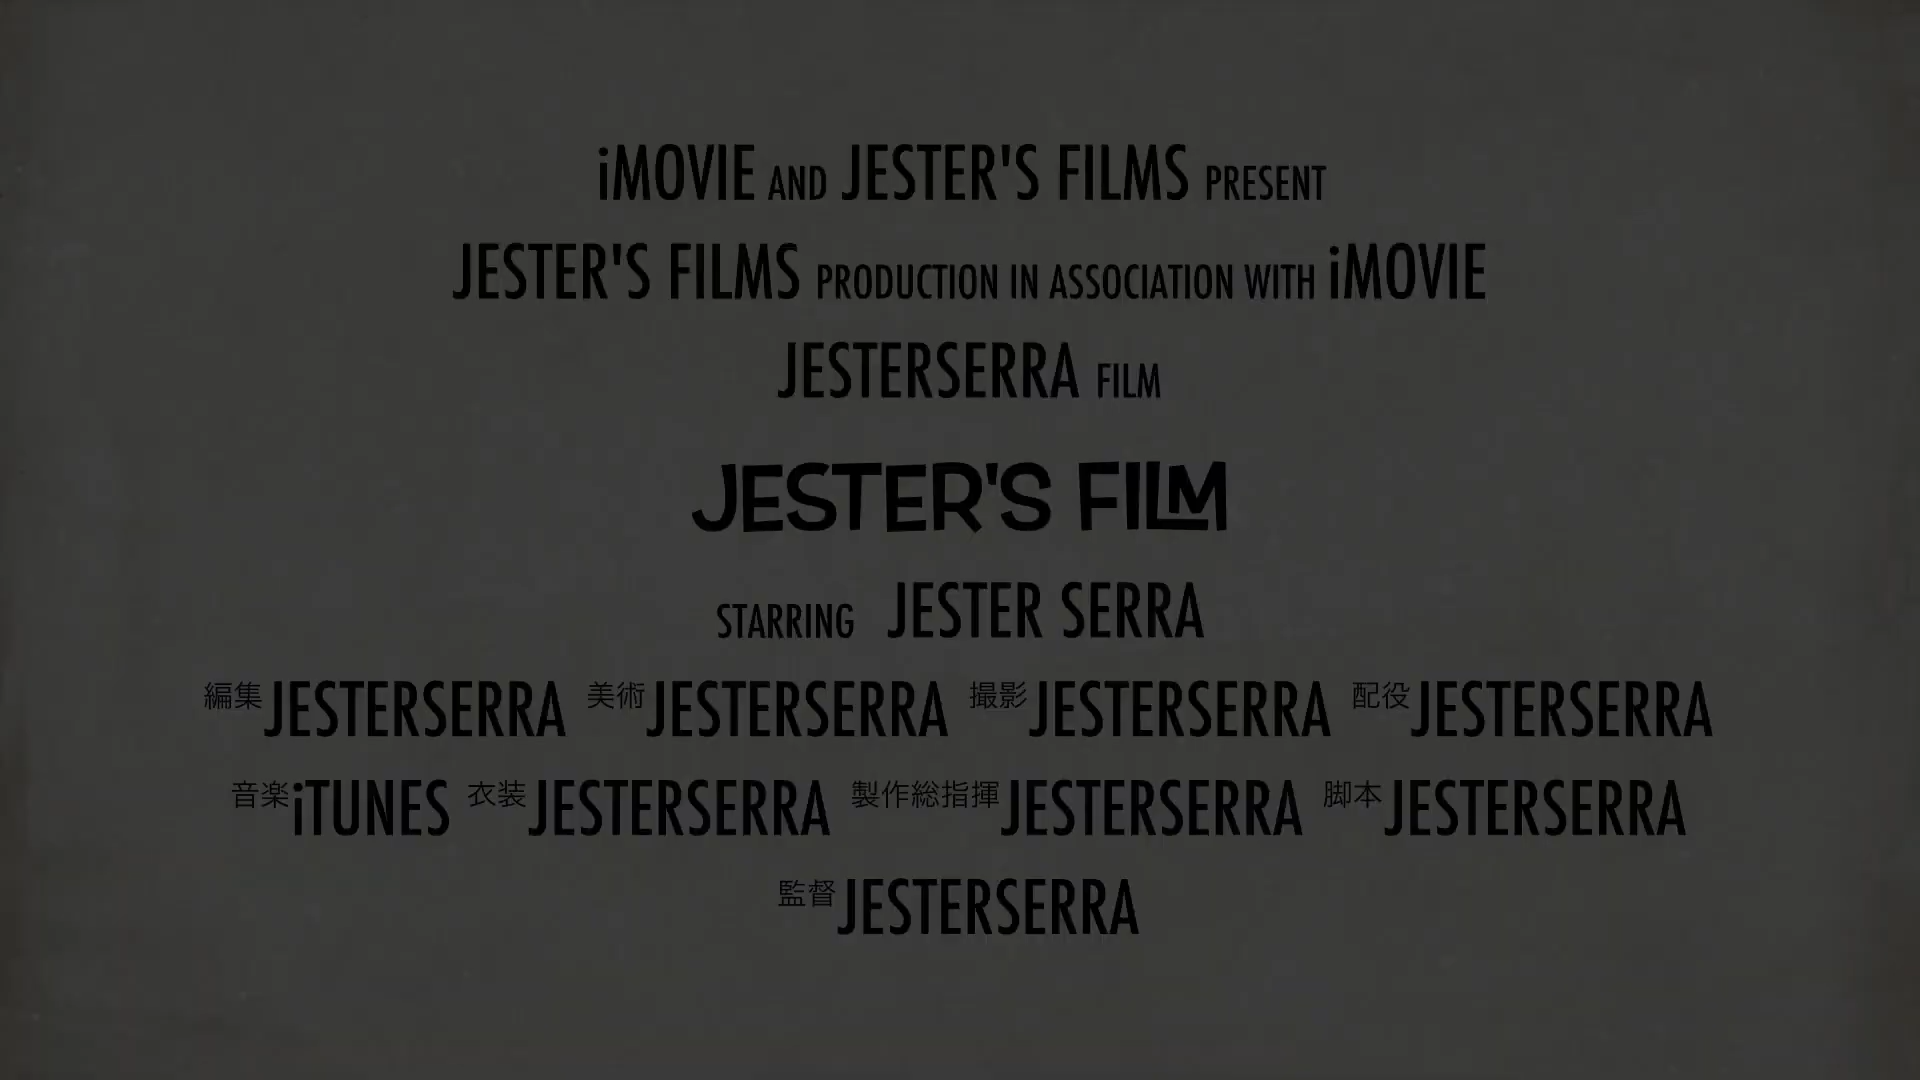 iMOVIE AND JESTER'S FILMS PRESENT
JESTER'S FILMS PRODUCTION IN ASSOCIATION WITH iMOVIE
JESTERSERRA FILM
JESTER'S FILM
STARRING JESTER SERRA
編集JESTERSERRA 美術JESTERSERRA 撮影JESTERSERRA 配役JESTERSERRA
音楽iTUNES 衣装JESTERSERRA 製作総指揮JESTERSERRA 脚本JESTERSERRA
監督JESTERSERRA